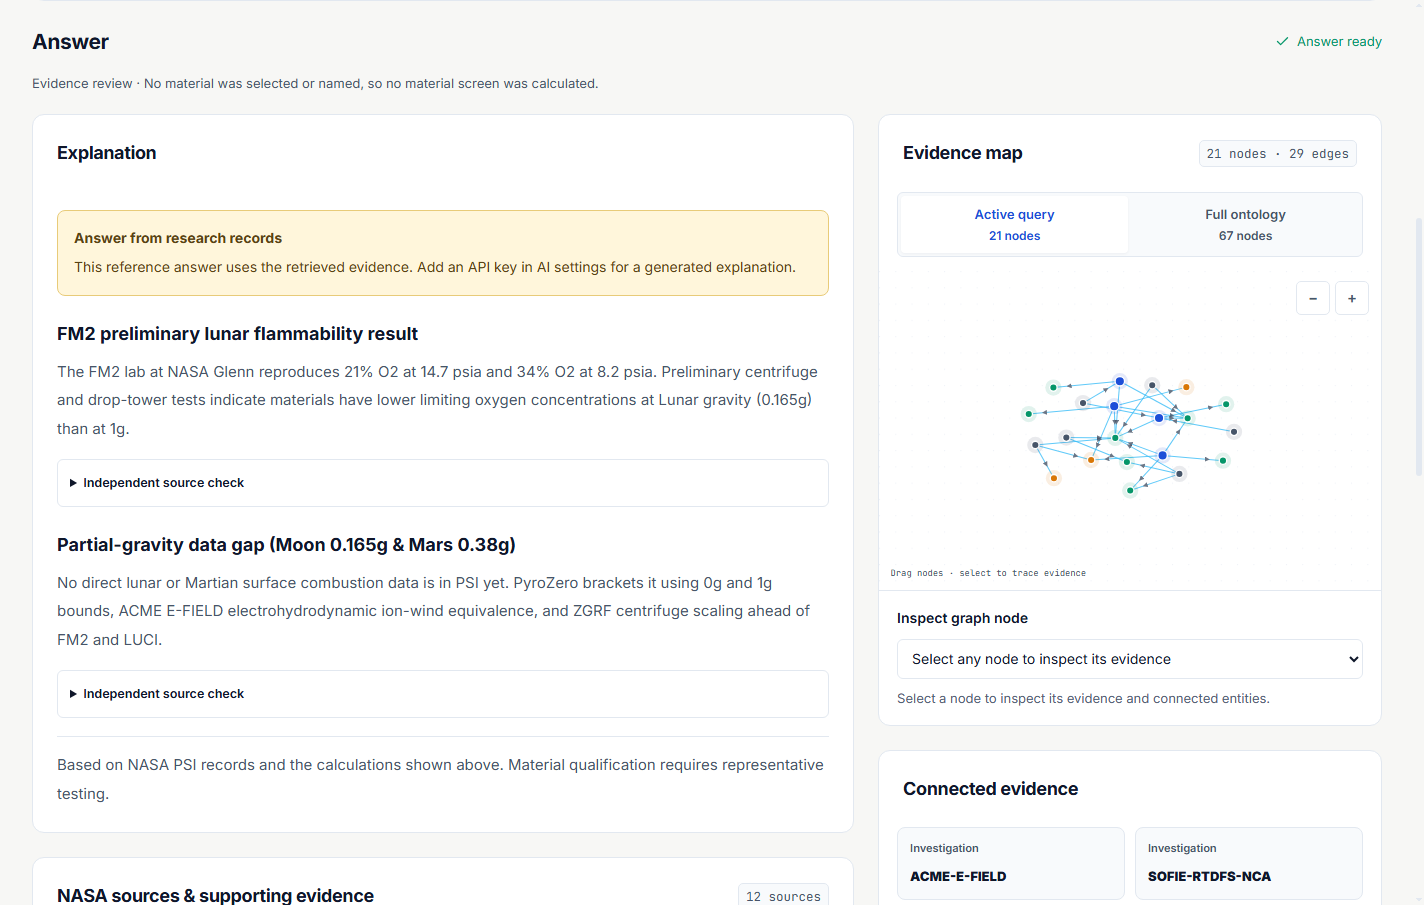 Answer
Answer ready
Evidence review · No material was selected or named, so no material screen was calculated.
Explanation
Answer from research records
This reference answer uses the retrieved evidence. Add an API key in AI settings for a generated explanation.
FM2 preliminary lunar flammability result
The FM2 lab at NASA Glenn reproduces 21% O2 at 14.7 psia and 34% O2 at 8.2 psia. Preliminary centrifuge
and drop-tower tests indicate materials have lower limiting oxygen concentrations at Lunar gravity (0.165g)
than at 1g.
Independent source check
Partial-gravity data gap (Moon 0.165g & Mars 0.38g)
No direct lunar or Martian surface combustion data is in PSI yet. PyroZero brackets it using 0g and 1g
bounds, ACME E-FIELD electrohydrodynamic ion-wind equivalence, and ZGRF centrifuge scaling ahead of
FM2 and LUCI.
Independent source check
Based on NASA PSI records and the calculations shown above. Material qualification requires representative
testing.
NASA sources & supporting evidence
12 sources
Evidence map
21 nodes · 29 edges
Active query
21 nodes
Full ontology
67 nodes
−
+
Drag nodes · select to trace evidence
Inspect graph node
Select any node to inspect its evidence
Select a node to inspect its evidence and connected entities.
Connected evidence
Investigation
ACME-E-FIELD
Investigation
SOFIE-RTDFS-NCA